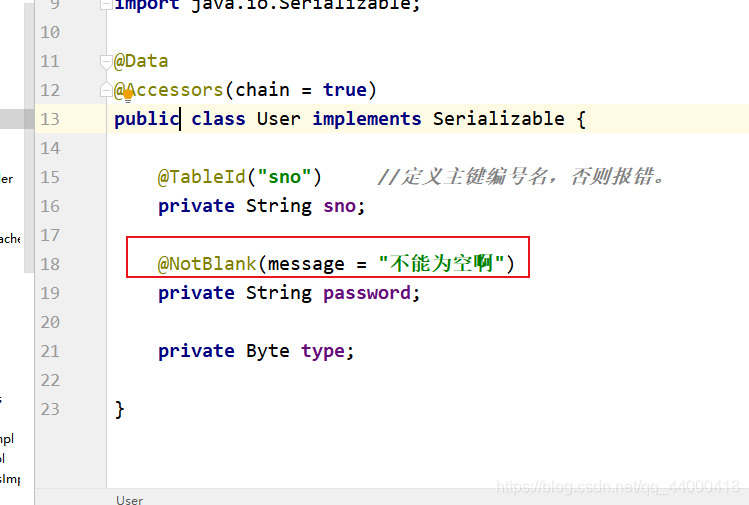 9 import java.io.Serializable;
10
11 @Data
12 @Accessors(chain = true)
13 public class User implements Serializable {
14
15 @TableId("sno") //定义主键编号名，否则报错。
16 private String sno;
17
18 @NotBlank(message = "不能为空啊")
19 private String password;
20
21 private Byte type;
22
23 }
ler
ache
s
mpl
ol
sImp
User
https://blog.csdn.net/qq_44000418